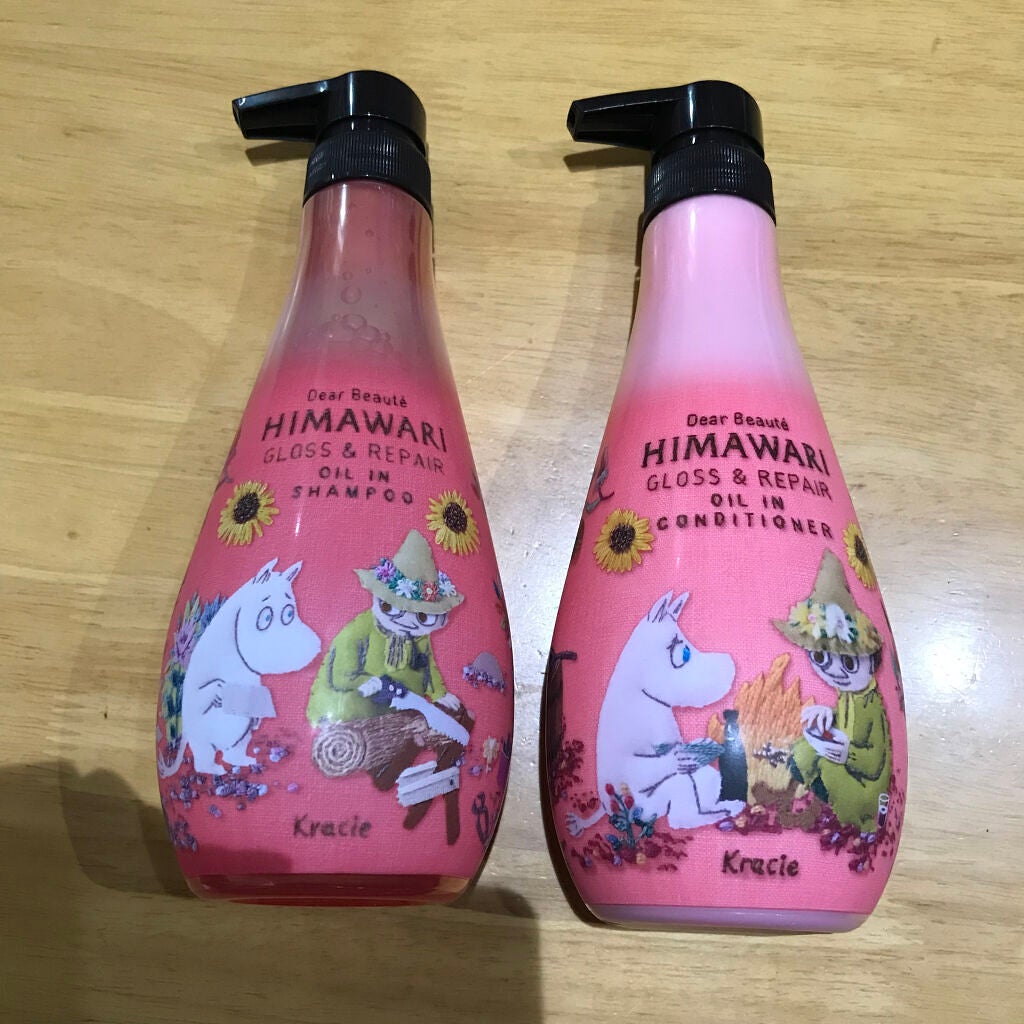 Dear Beauté
HIMAWARI
GLOSS & REPAIR
OIL IN
SHAMPOO
Kracie
Dear Beauté
HIMAWARI
GLOSS & REPAIR
OIL IN
CONDITIONER
Kracie